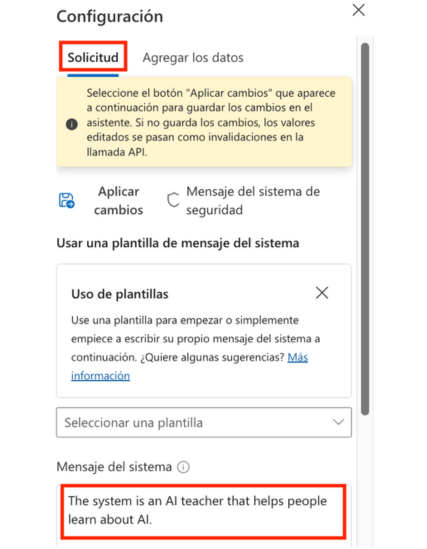 Configuración
Solicitud
Agregar los datos
Seleccione el botón "Aplicar cambios" que aparece
a continuación para guardar los cambios en el
asistente. Si no guarda los cambios, los valores
editados se pasan como invalidaciones en la
llamada API.
Aplicar
cambios
Mensaje del sistema de
seguridad
Usar una plantilla de mensaje del sistema
Uso de plantillas
Use una plantilla para empezar o simplemente
empiece a escribir su propio mensaje del sistema a
continuación. ¿Quiere algunas sugerencias? Más
información
Seleccionar una plantilla
Mensaje del sistema
The system is an AI teacher that helps people
learn about AI.